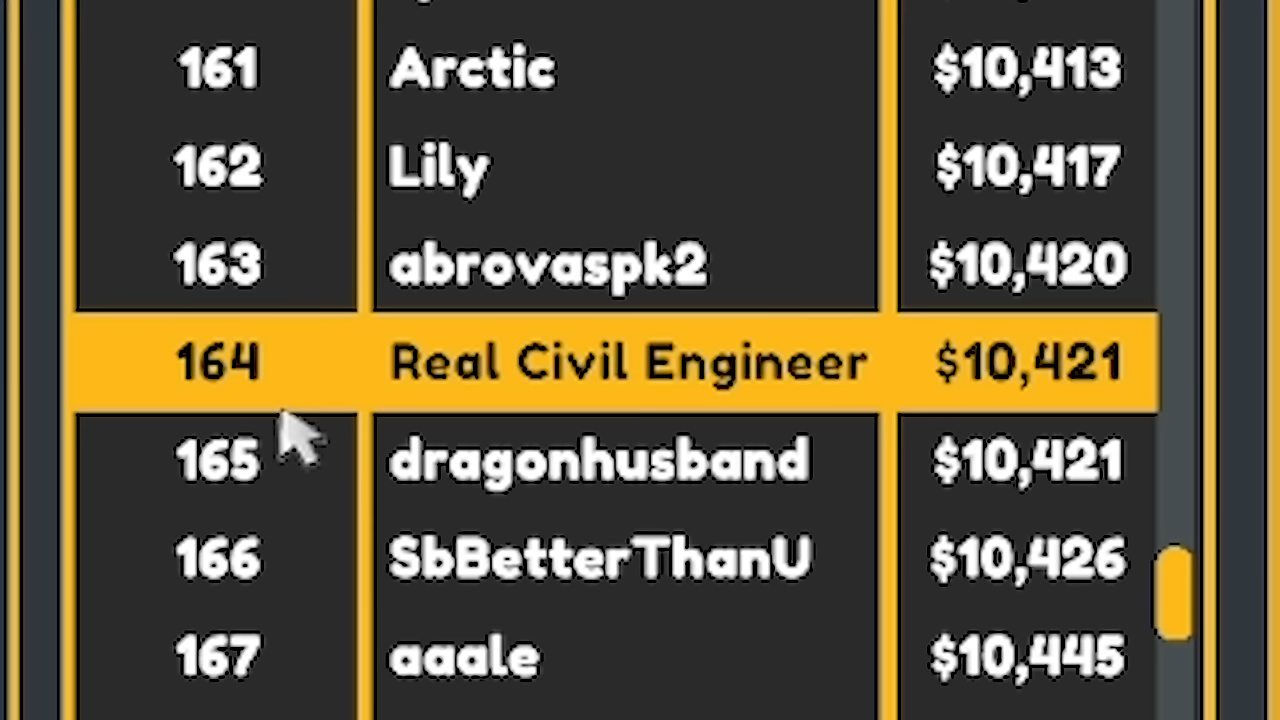 161 Arctic $10,413
162 Lily $10,417
163 abrovaspk2 $10,420
164 Real Civil Engineer $10,421
165 dragonhusband $10,421
166 SbBetterThanU $10,426
167 aaale $10,445